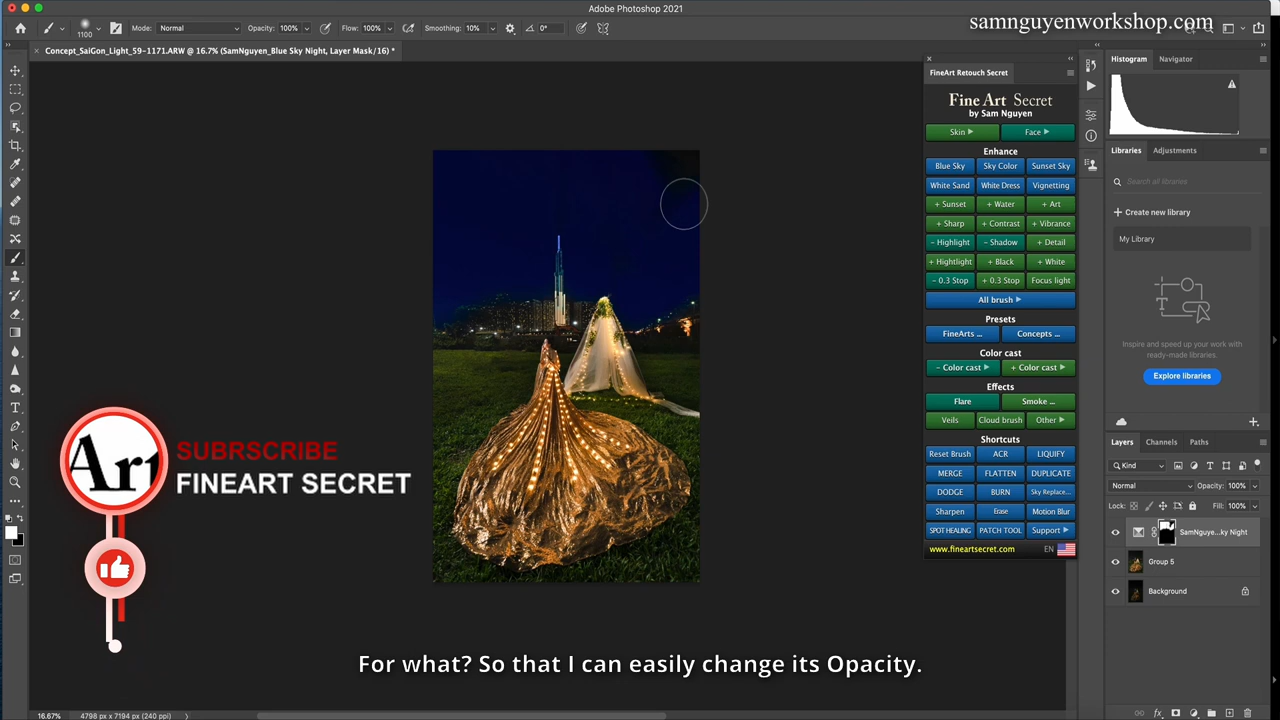 Adobe Photoshop 2021
samnguyenworkshop.com
1100
Mode: Normal
Opacity: 100%
Flow: 100%
Smoothing: 10%
0°
Concept_SaiGon_Light_59-1171.ARW @ 16.7% (SamNguyen_Blue Sky Night, Layer Mask/16) *
FineArt Retouch Secret
Fine Art Secret
by Sam Nguyen
Skin
Face
Enhance
Blue Sky
Sky Color
Sunset Sky
White Sand
White Dress
Vignetting
+ Sunset
+ Water
+ Art
+ Sharp
+ Contrast
+ Vibrance
- Highlight
- Shadow
+ Detail
+ Hightlight
+ Black
+ White
- 0.3 Stop
+ 0.3 Stop
Focus light
All brush
Presets
FineArts ...
Concepts ...
Color cast
- Color cast
+ Color cast
Effects
Flare
Smoke ...
Veils
Cloud brush
Other
Shortcuts
Reset Brush
ACR
LIQUIFY
MERGE
FLATTEN
DUPLICATE
DODGE
BURN
Sky Replace...
Sharpen
Erase
Motion Blur
SPOT HEALING
PATCH TOOL
Support
www.fineartsecret.com
EN
Histogram
Navigator
Libraries
Adjustments
Search all libraries
Create new library
My Library
Inspire and speed up your work with
ready-made libraries.
Explore libraries
Layers
Channels
Paths
Kind
Normal
Opacity: 100%
Lock:
Fill: 100%
SamNguye...ky Night
Group 5
Background
Art
SUBRSCRIBE
FINEART SECRET
For what? So that I can easily change its Opacity.
16.67%
4798 px x 7194 px (240 ppi)